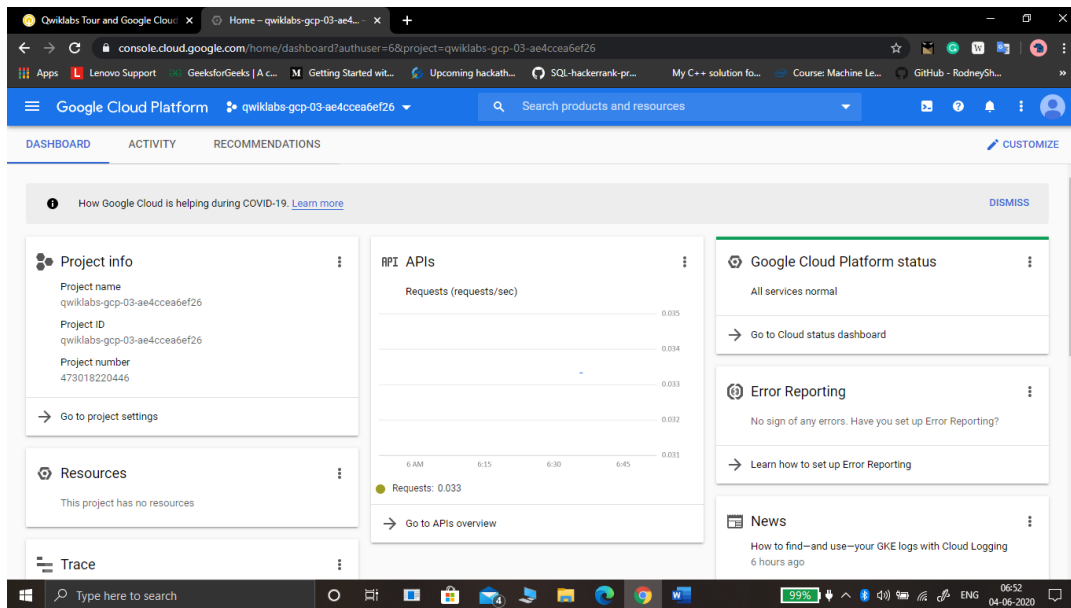 Qwiklabs Tour and Google Cloud
Home – qwiklabs-gcp-03-ae4...
console.cloud.google.com/home/dashboard?authuser=6&project=qwiklabs-gcp-03-ae4ccea6ef26
Apps Lenovo Support GeeksforGeeks | A c... Getting Started wit... Upcoming hackath... SQL-hackerrank-pr... My C++ solution fo... Course: Machine Le... GitHub - RodneySh... »
Google Cloud Platform qwiklabs-gcp-03-ae4ccea6ef26 Search products and resources
DASHBOARD ACTIVITY RECOMMENDATIONS CUSTOMIZE
How Google Cloud is helping during COVID-19. Learn more DISMISS
Project info
Project name
qwiklabs-gcp-03-ae4ccea6ef26
Project ID
qwiklabs-gcp-03-ae4ccea6ef26
Project number
473018220446
Go to project settings
Resources
This project has no resources
Trace
API APIs
Requests (requests/sec)
0.035
0.034
0.033
0.032
0.031
6 AM 6:15 6:30 6:45
Requests: 0.033
Go to APIs overview
Google Cloud Platform status
All services normal
Go to Cloud status dashboard
Error Reporting
No sign of any errors. Have you set up Error Reporting?
Learn how to set up Error Reporting
News
How to find—and use—your GKE logs with Cloud Logging
6 hours ago
Type here to search
4
99%
ENG
06:52
04-06-2020